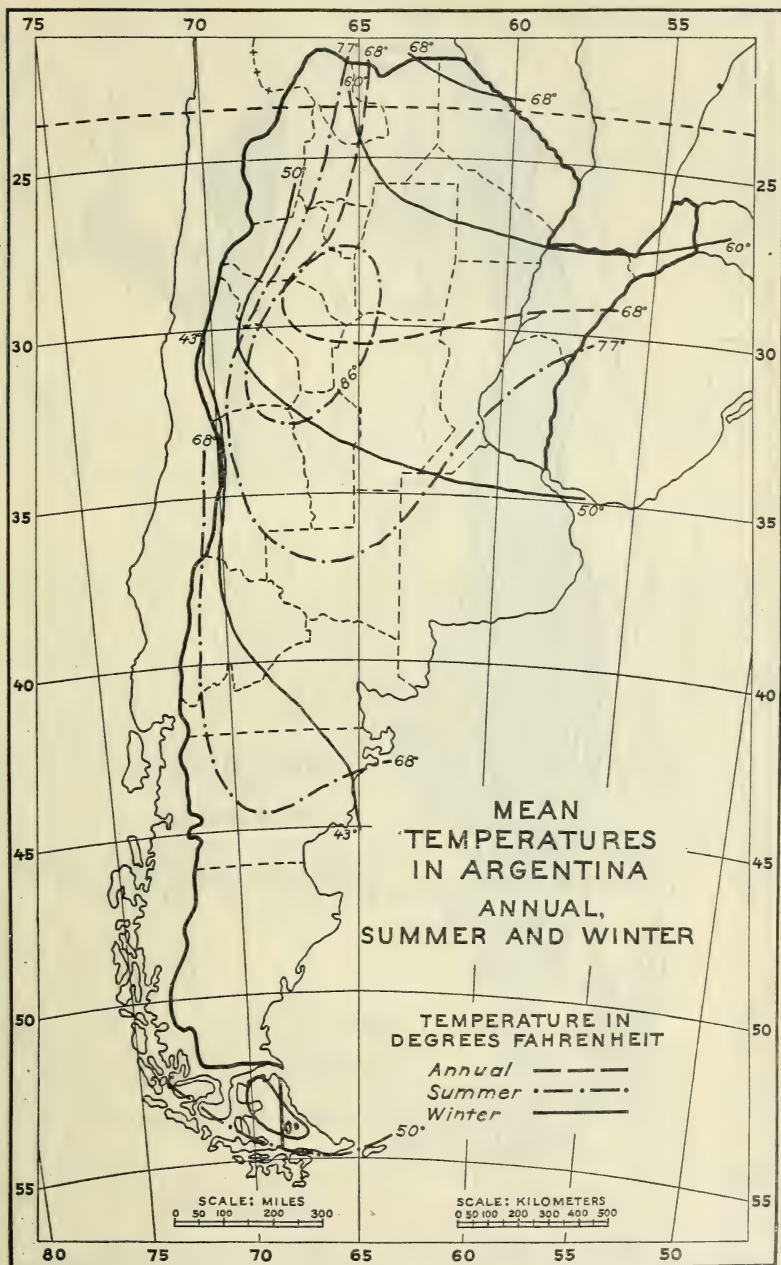 75 70 65 60 55
77° 68° 68°
60°
68°
50°
25 25
60°
68°
43°
77°
30 30
86°
68°
35 50° 35
40 40
68°
MEAN
TEMPERATURES
IN ARGENTINA
ANNUAL,
SUMMER AND WINTER
43°
45 45
50 50
TEMPERATURE IN
DEGREES FAHRENHEIT
Annual
Summer
Winter
50°
55 55
SCALE: MILES
0 50 100 200 300
SCALE: KILOMETERS
0 50 100 200 300 400 500
80 75 70 65 60 55 50